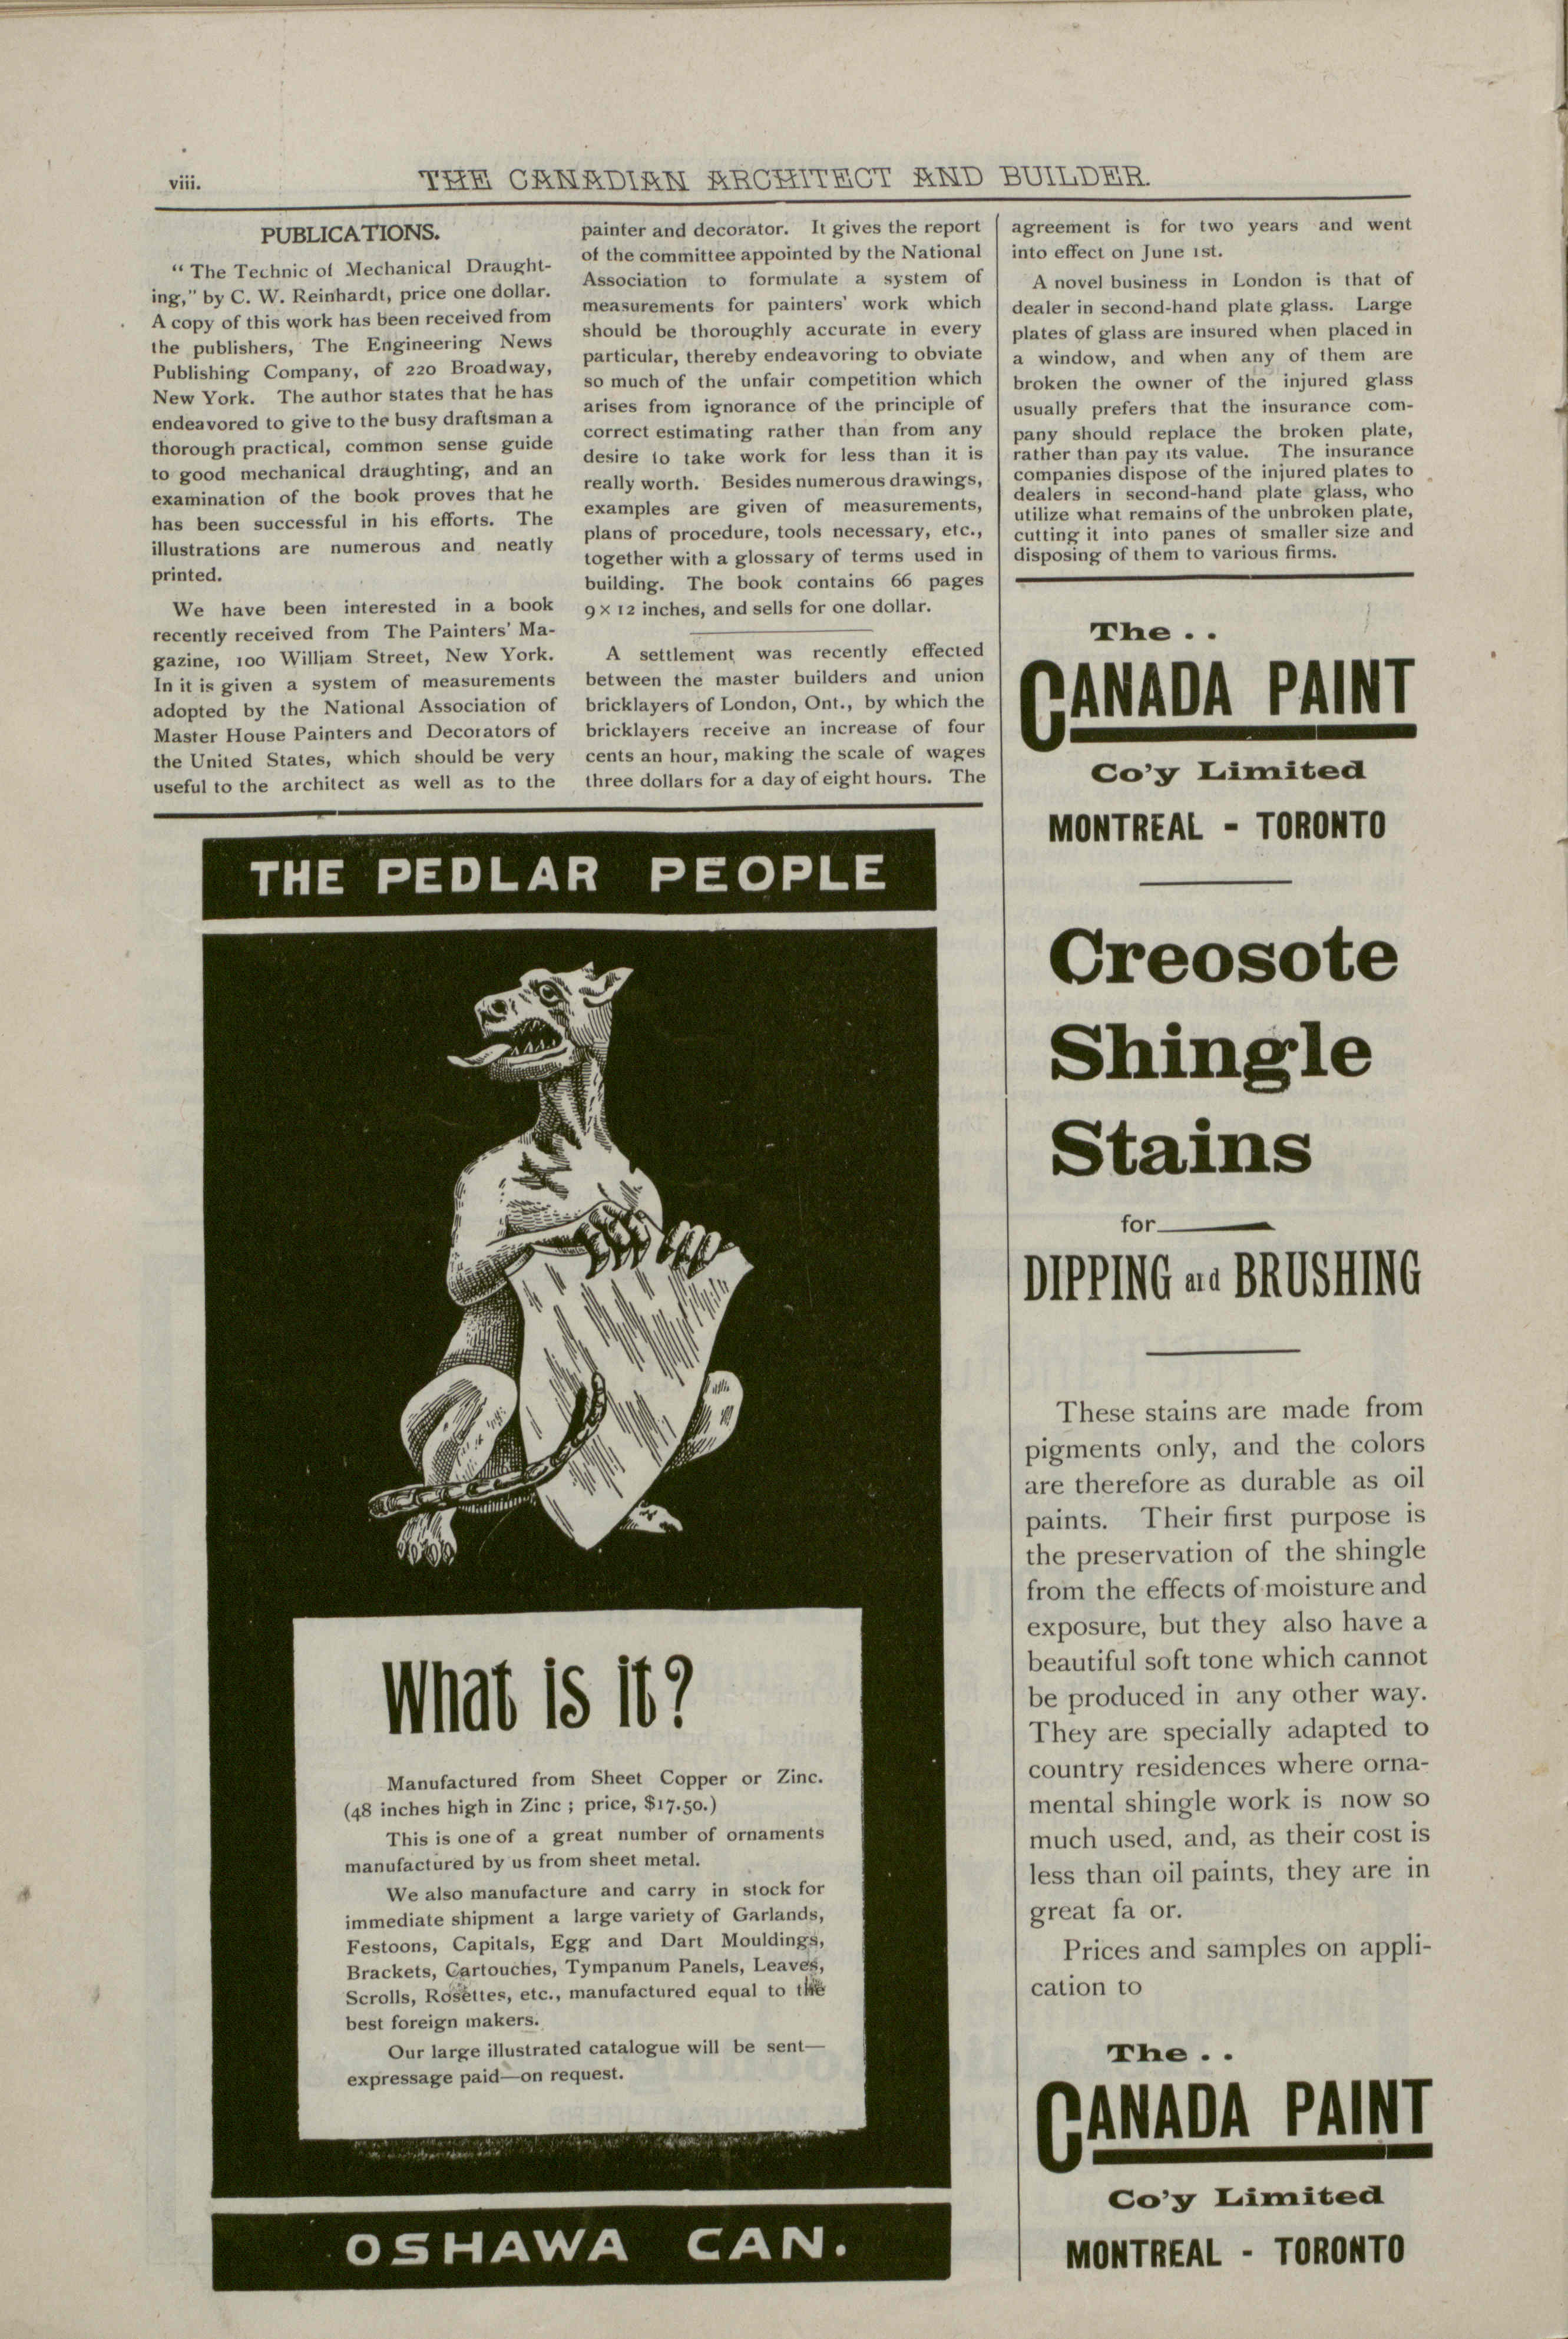 viii.
THE CANADIAN ARCHITECT AND BUILDER.
PUBLICATIONS.
"The Technic of Mechanical Draught-
ing," by C. W. Reinhardt, price one dollar.
A copy of this work has been received from
the publishers, The Engineering News
Publishing Company, of 220 Broadway,
New York. The author states that he has
endeavored to give to the busy draftsman a
thorough practical, common sense guide
to good mechanical draughting, and an
examination of the book proves that he
has been successful in his efforts. The
illustrations are numerous and neatly
printed.
We have been interested in a book
recently received from The Painters' Ma-
gazine, 100 William Street, New York.
In it is given a system of measurements
adopted by the National Association of
Master House Painters and Decorators of
the United States, which should be very
useful to the architect as well as to the
painter and decorator. It gives the report
of the committee appointed by the National
Association to formulate a system of
measurements for painters' work which
should be thoroughly accurate in every
particular, thereby endeavoring to obviate
so much of the unfair competition which
arises from ignorance of the principle of
correct estimating rather than from any
desire to take work for less than it is
really worth. Besides numerous drawings,
examples are given of measurements,
plans of procedure, tools necessary, etc.,
together with a glossary of terms used in
building. The book contains 66 pages
9 × 12 inches, and sells for one dollar.
A settlement was recently effected
between the master builders and union
bricklayers of London, Ont., by which the
bricklayers receive an increase of four
cents an hour, making the scale of wages
three dollars for a day of eight hours. The
agreement is for two years and went
into effect on June 1st.
A novel business in London is that of
dealer in second-hand plate glass. Large
plates of glass are insured when placed in
a window, and when any of them are
broken the owner of the injured glass
usually prefers that the insurance com-
pany should replace the broken plate,
rather than pay its value. The insurance
companies dispose of the injured plates to
dealers in second-hand plate glass, who
utilize what remains of the unbroken plate,
cutting it into panes of smaller size and
disposing of them to various firms.
THE PEDLAR PEOPLE
What is it?
Manufactured from Sheet Copper or Zinc.
(48 inches high in Zinc ; price, $17.50.)
This is one of a great number of ornaments
manufactured by us from sheet metal.
We also manufacture and carry in stock for
immediate shipment a large variety of Garlands,
Festoons, Capitals, Egg and Dart Mouldings,
Brackets, Cartouches, Tympanum Panels, Leaves,
Scrolls, Rosettes, etc., manufactured equal to the
best foreign makers.
Our large illustrated catalogue will be sent—
expressage paid—on request.
OSHAWA CAN.
The . .
CANADA PAINT
Co'y Limited
MONTREAL - TORONTO
Creosote
Shingle
Stains
for
DIPPING and BRUSHING
These stains are made from
pigments only, and the colors
are therefore as durable as oil
paints. Their first purpose is
the preservation of the shingle
from the effects of moisture and
exposure, but they also have a
beautiful soft tone which cannot
be produced in any other way.
They are specially adapted to
country residences where orna-
mental shingle work is now so
much used, and, as their cost is
less than oil paints, they are in
great fa or.
Prices and samples on appli-
cation to
The . .
CANADA PAINT
Co'y Limited
MONTREAL - TORONTO